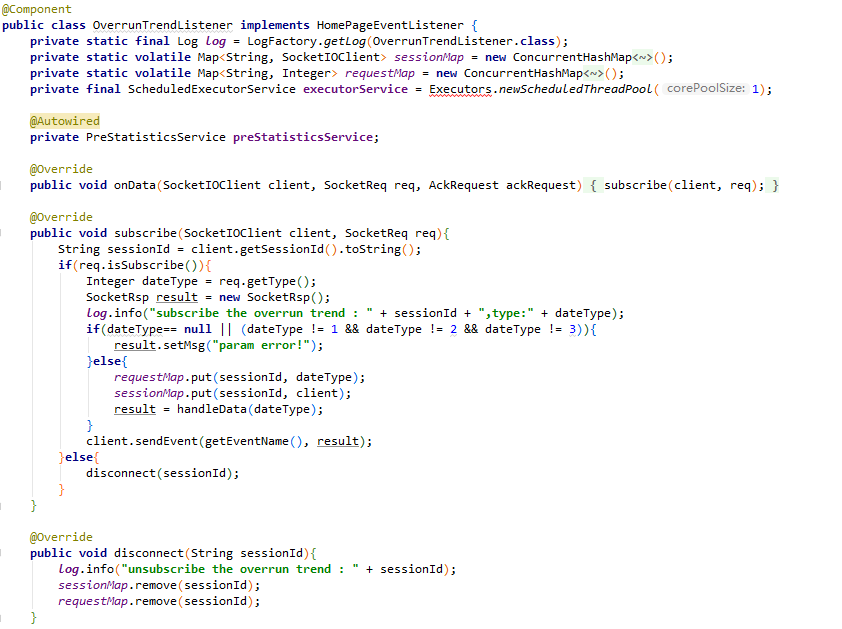 @Component
public class OverrunTrendListener implements HomePageEventListener {
private static final Log log = LogFactory.getLog(OverrunTrendListener.class);
private static volatile Map<String, SocketIOClient> sessionMap = new ConcurrentHashMap<~>();
private static volatile Map<String, Integer> requestMap = new ConcurrentHashMap<~>();
private final ScheduledExecutorService executorService = Executors.newScheduledThreadPool( corePoolSize: 1);
@Autowired
private PreStatisticsService preStatisticsService;
@Override
public void onData(SocketIOClient client, SocketReq req, AckRequest ackRequest) { subscribe(client, req); }
@Override
public void subscribe(SocketIOClient client, SocketReq req){
String sessionId = client.getSessionId().toString();
if(req.isSubscribe()){
Integer dateType = req.getType();
SocketRsp result = new SocketRsp();
log.info("subscribe the overrun trend : " + sessionId + ",type:" + dateType);
if(dateType== null || (dateType != 1 && dateType != 2 && dateType != 3)){
result.setMsg("param error!");
}else{
requestMap.put(sessionId, dateType);
sessionMap.put(sessionId, client);
result = handleData(dateType);
}
client.sendEvent(getEventName(), result);
}else{
disconnect(sessionId);
}
}
@Override
public void disconnect(String sessionId){
log.info("unsubscribe the overrun trend : " + sessionId);
sessionMap.remove(sessionId);
requestMap.remove(sessionId);
}